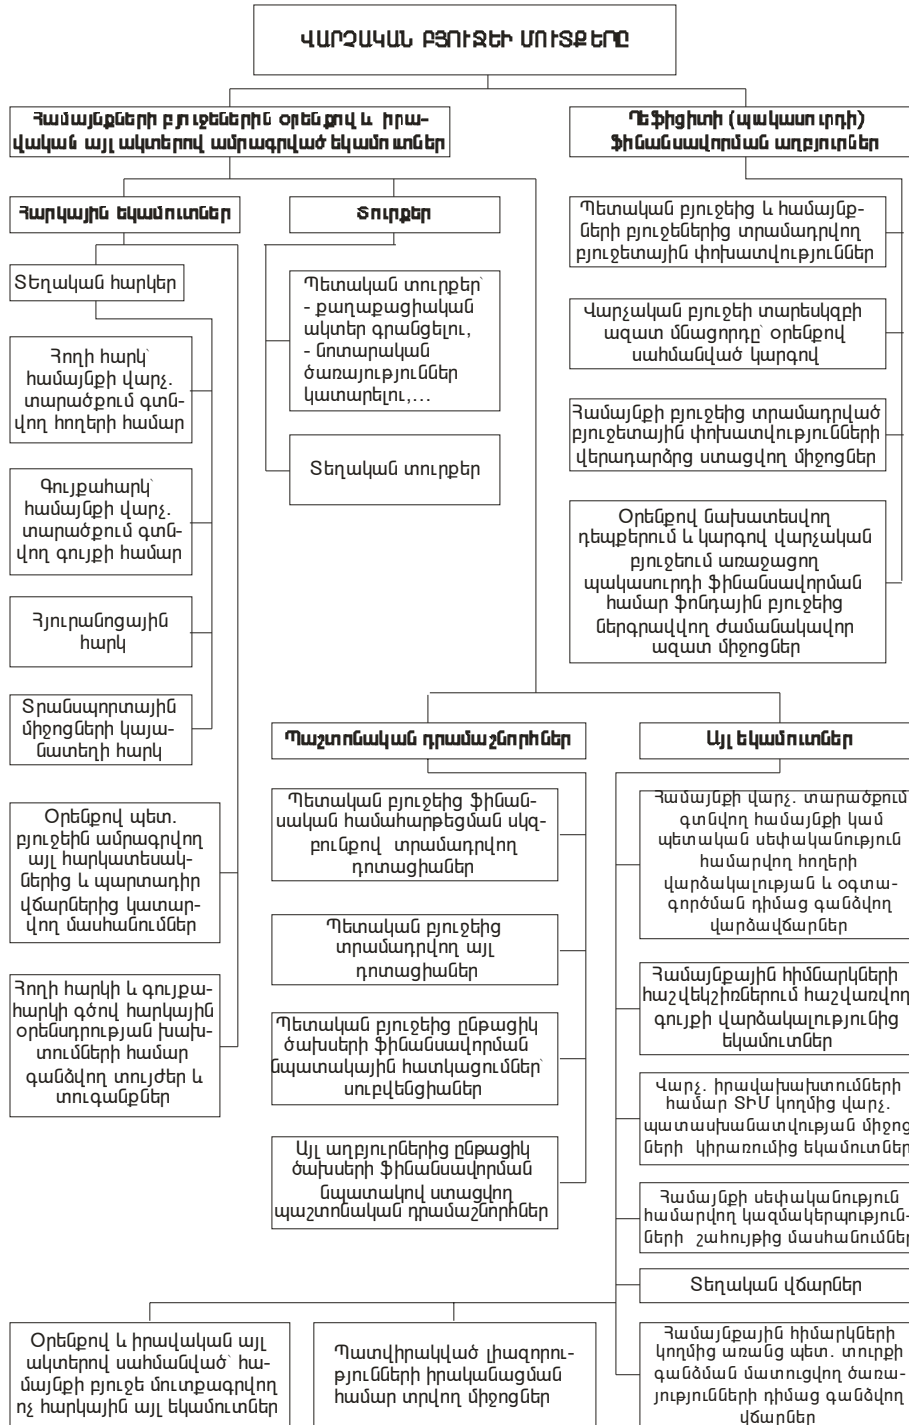 ՎԱՐՉԱԿԱՆ ԲՅՈՒՋԵԻ ՄՈՒՏՔԵՐԸ
Համայնքների բյուջեներին օրենքով և իրա-
վական այլ ակտերով ամրագրված եկամուտներ
Դեֆիցիտի (պակասուրդի)
ֆինանսավորման աղբյուրներ
Հարկային եկամուտներ
Տուրքեր
Տեղական հարկեր
Հողի հարկ՝
համայնքի վարչ.
տարածքում գտն-
վող հողերի համար
Գույքահարկ՝
համայնքի վարչ.
տարածքում գտն-
վող գույքի համար
Հյուրանոցային
հարկ
Տրանսպորտային
միջոցների կայա-
նատեղի հարկ
Օրենքով պետ.
բյուջեին ամրագրվող
այլ հարկատեսակ-
ներից և պարտադիր
վճարներից կատար-
վող մասհանումներ
Հողի հարկի և գույքա-
հարկի գծով հարկային
օրենսդրության խախ-
տումների համար
գանձվող տույժեր և
տուգանքներ
Պետական տուրքեր՝
- քաղաքացիական
ակտեր գրանցելու,
- նոտարական
ծառայություններ
կատարելու,...
Տեղական տուրքեր
Պետական բյուջեից և համայնք-
ների բյուջեներից տրամադրվող
բյուջետային փոխատվություններ
Վարչական բյուջեի տարեսկզբի
ազատ մնացորդը՝ օրենքով
սահմանված կարգով
Համայնքի բյուջեից տրամադրված
բյուջետային փոխատվությունների
վերադարձրց ստացվող միջոցներ
Օրենքով նախատեսվող
դեպքերում և կարգով վարչական
բյուջեում առաջացող
պակասուրդի ֆինանսավորման
համար ֆոնդային բյուջեից
ներգրավվող ժամանակավոր
ազատ միջոցներ
Պաշտոնական դրամաշնորհներ
Պետական բյուջեից ֆինան-
սական համահարթեցման սկզ-
բունքով տրամադրվող
դոտացիաներ
Պետական բյուջեից
տրամադրվող այլ
դոտացիաներ
Պետական բյուջեից ընթացիկ
ծախսերի ֆինանսավորման
նպատակային հատկացումներ՝
սուբվենցիաներ
Այլ աղբյուրներից ընթացիկ
ծախսերի ֆինանսավորման
նպատակով ստացվող
պաշտոնական դրամաշնորհներ
Այլ եկամուտներ
Համայնքի վարչ. տարածքում
գտնվող համայնքի կամ
պետական սեփականություն
համարվող հողերի
վարձակալության և օգտա-
գործման դիմաց գանձվող
վարձավճարներ
Համայնքային հիմնարկների
հաշվեկշիռներում հաշվառվող
գույքի վարձակալությունից
եկամուտներ
Վարչ. իրավախախտումների
համար ՏԻՄ կողմից վարչ.
պատասխանատվության միջոց
ների կիրառումից եկամուտներ
Համայնքի սեփականություն
համարվող կազմակերպություն-
ների շահույթից մասհանումներ
Տեղական վճարներ
Համայնքային հիմարկների
կողմից առանց պետ. տուրքի
գանձման մատուցվող ծառա-
յությունների դիմաց գանձվող
վճարներ
Օրենքով և իրավական այլ
ակտերով սահմանված՝ հա-
մայնքի բյուջե մուտքագրվող
ոչ հարկային այլ եկամուտներ
Պատվիրակված լիազորու-
թյունների իրականացման
համար տրվող միջոցներ